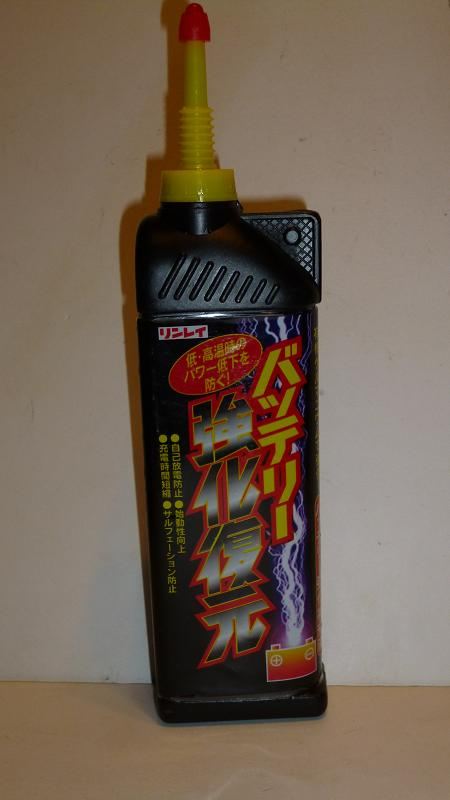 リンレイ
低・高温時の
パワー低下を
防ぐ!
バッテリー
強化復元
●自己放電防止●始動性向上
●充電時間短縮●サルフェーション防止
⊕ ⊖